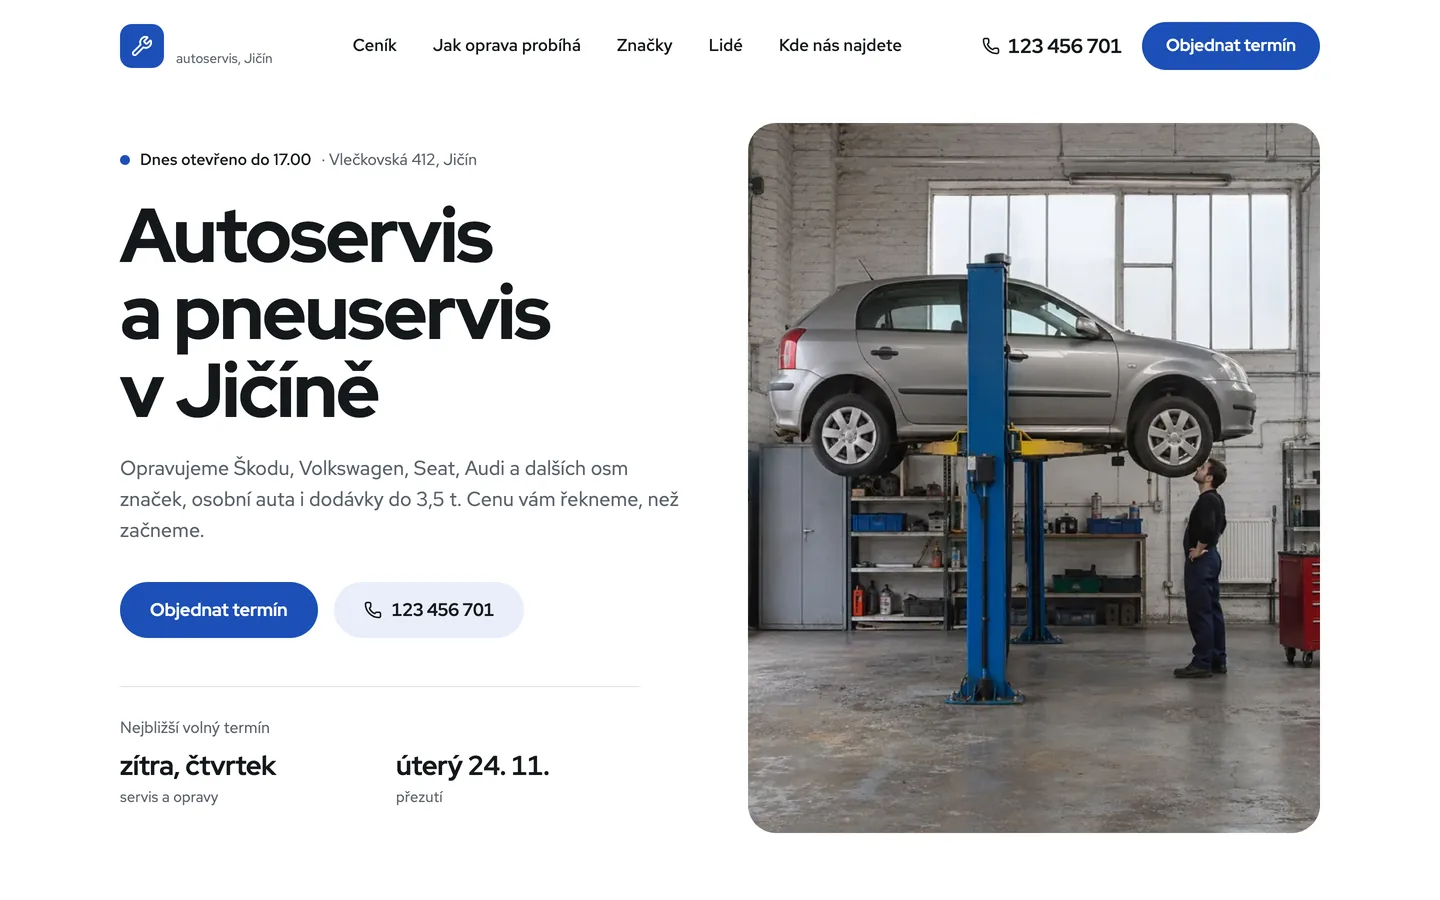 autoservis, Jičín
Ceník
Jak oprava probíhá
Značky
Lidé
Kde nás najdete
123 456 701
Objednat termín
Dnes otevřeno do 17.00 · Vlečkovská 412, Jičín
Autoservis
a pneuservis
v Jičíně
Opravujeme Škodu, Volkswagen, Seat, Audi a dalších osm
značek, osobní auta i dodávky do 3,5 t. Cenu vám řekneme, než
začneme.
Objednat termín
123 456 701
Nejbližší volný termín
zítra, čtvrtek
servis a opravy
úterý 24. 11.
přezutí